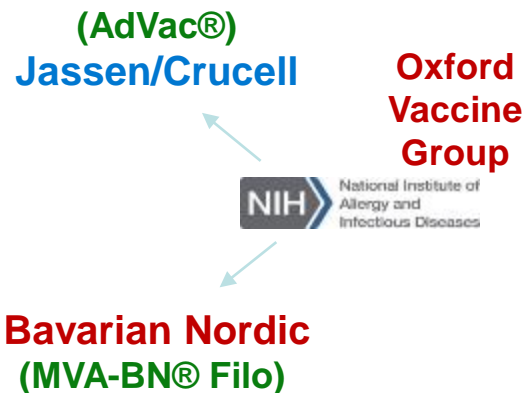 (AdVac®)
Jassen/Crucell
Oxford
Vaccine
Group
NIH
National Institute of
Allergy and
Infectious Diseases
Bavarian Nordic
(MVA-BN® Filo)